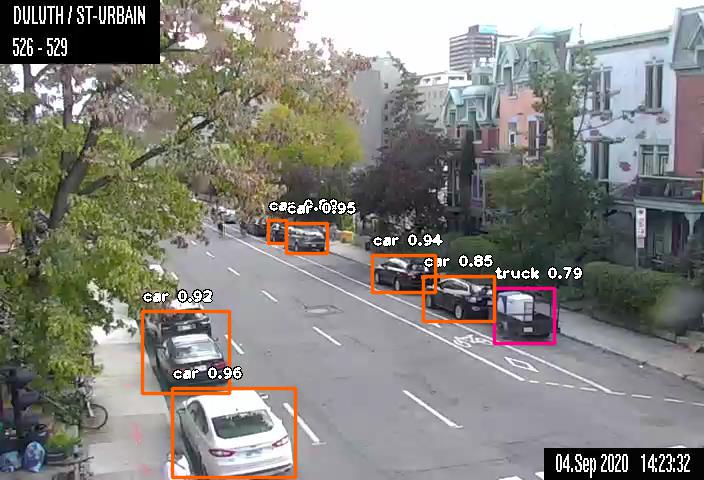 DULUTH / ST-URBAIN
526 - 529
car 0.95
car 0.94
car 0.85
truck 0.79
car 0.92
car 0.96
04.Sep 2020 14:23:32